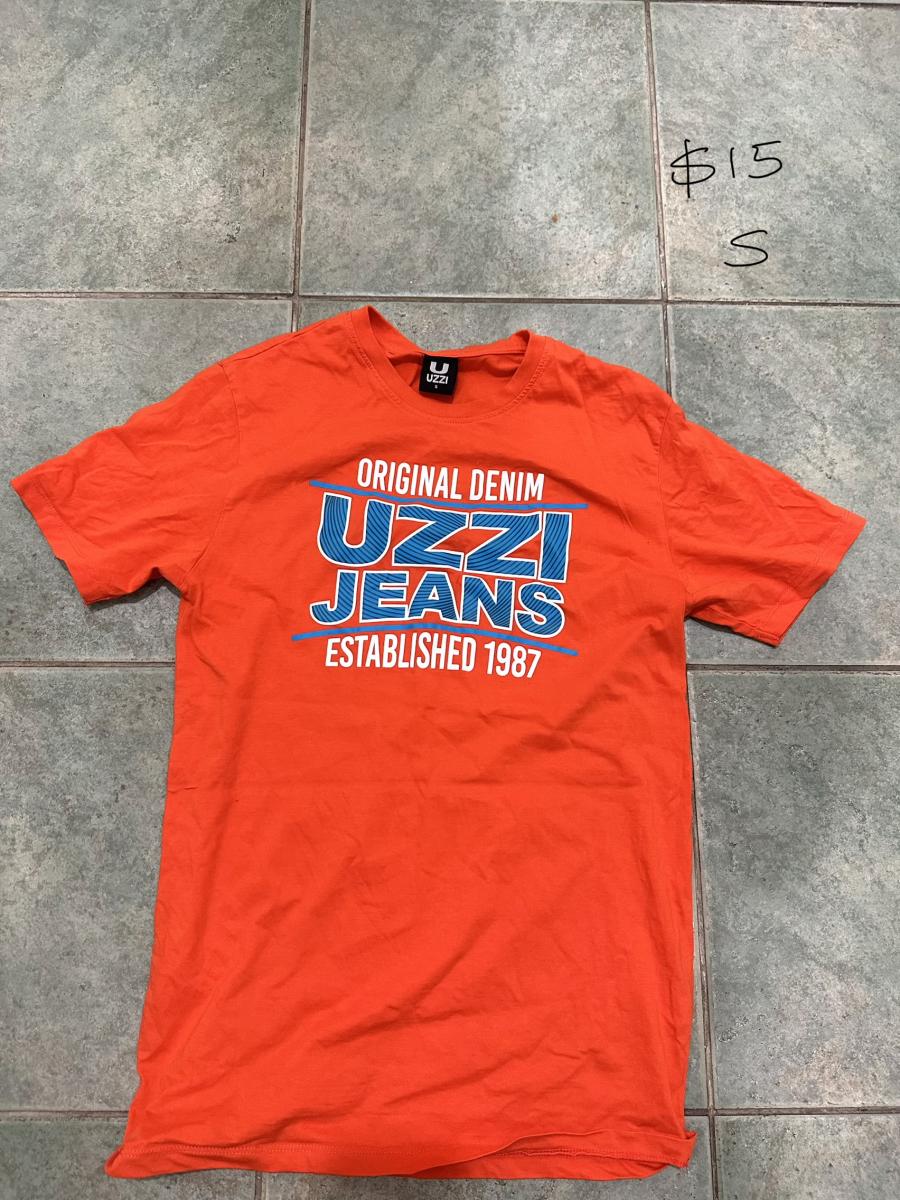 $15
S
U
UZZI
S
ORIGINAL DENIM
UZZI
JEANS
ESTABLISHED 1987